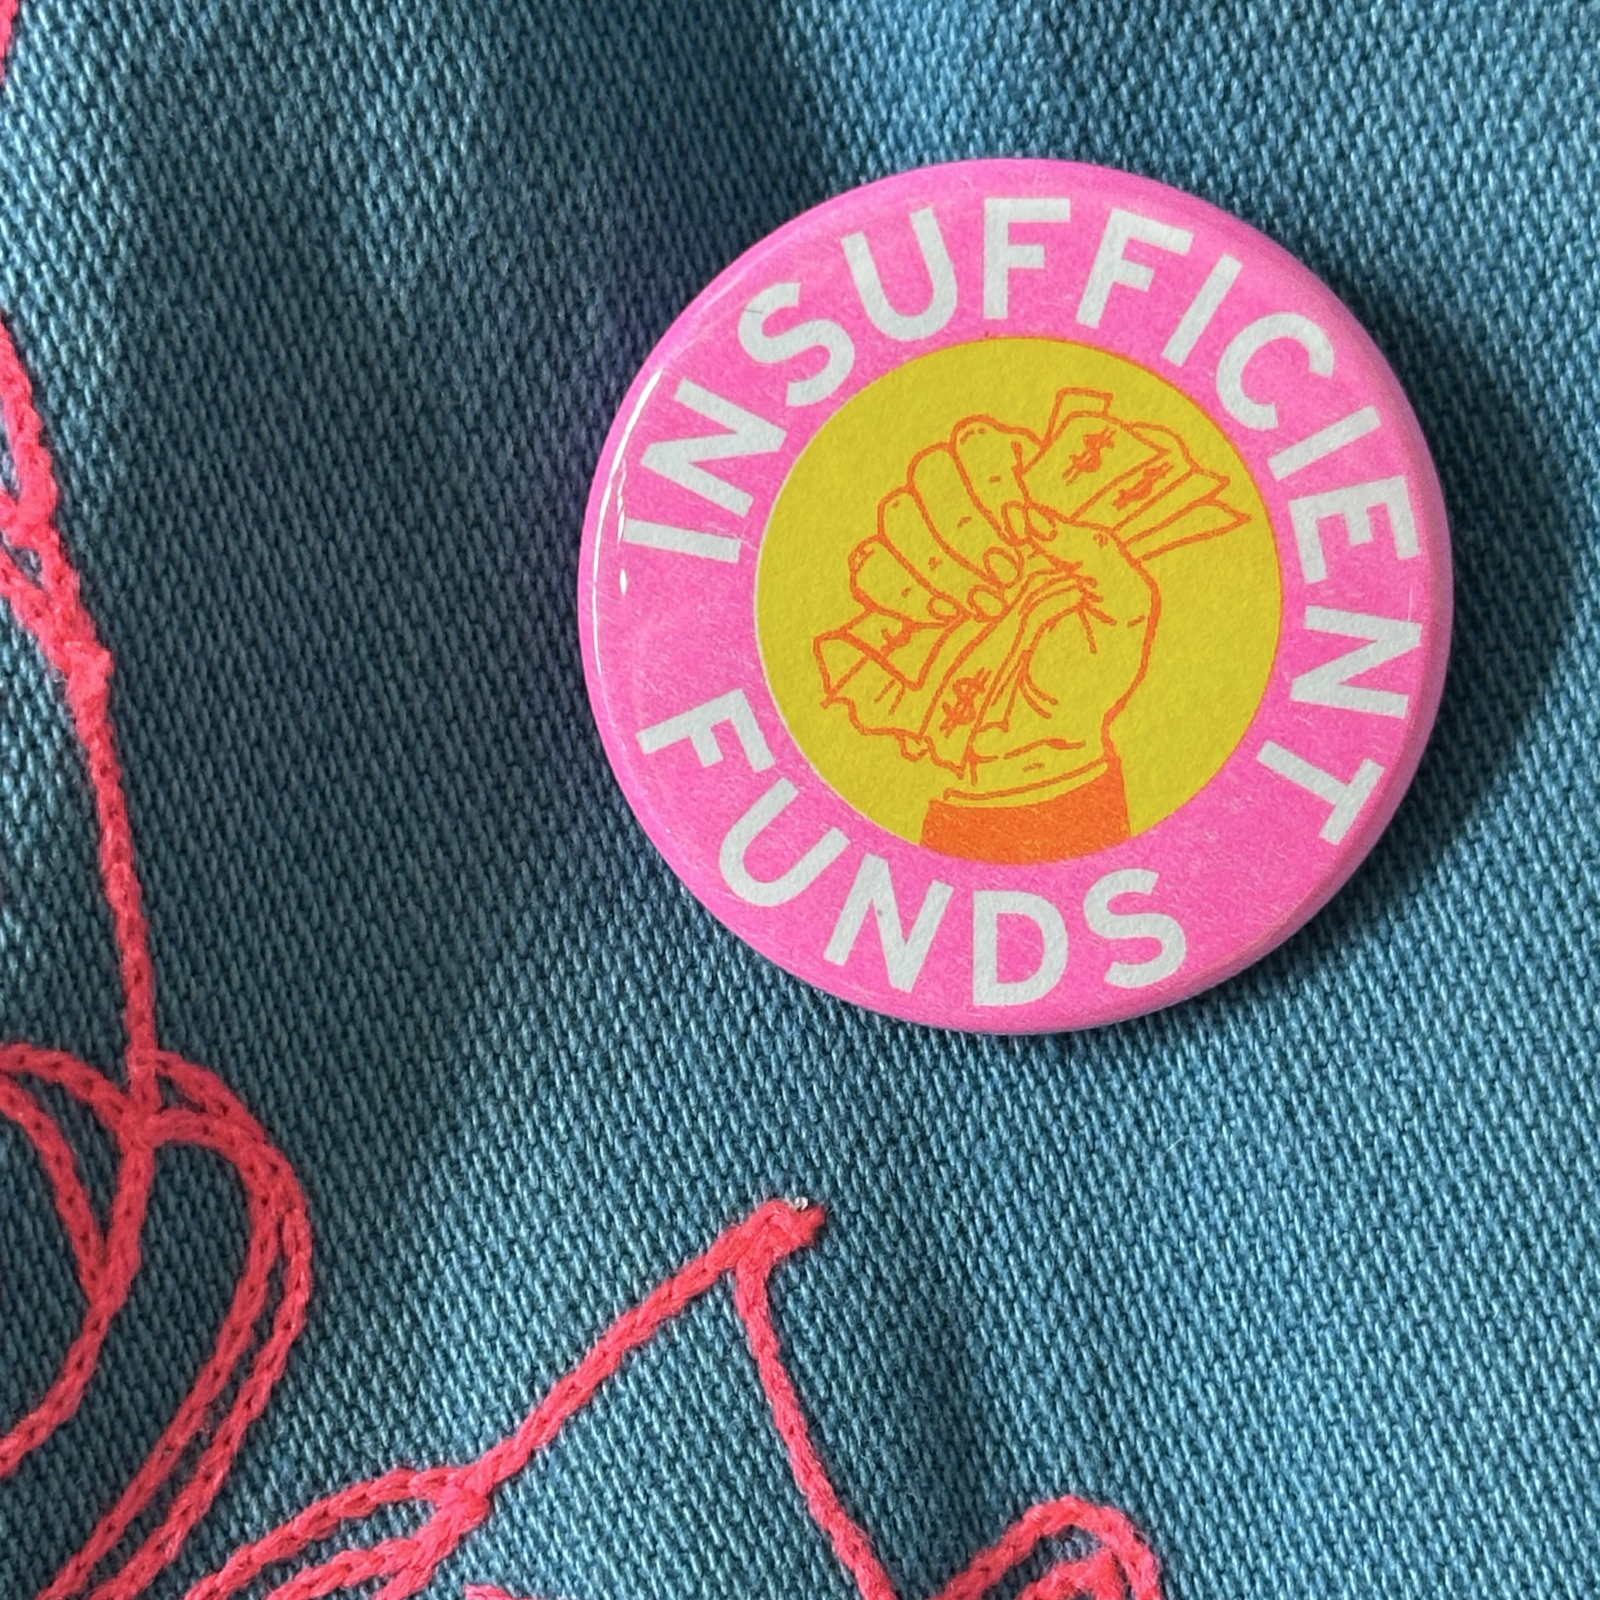 INSUFFICIENT
FUNDS
$ $
$